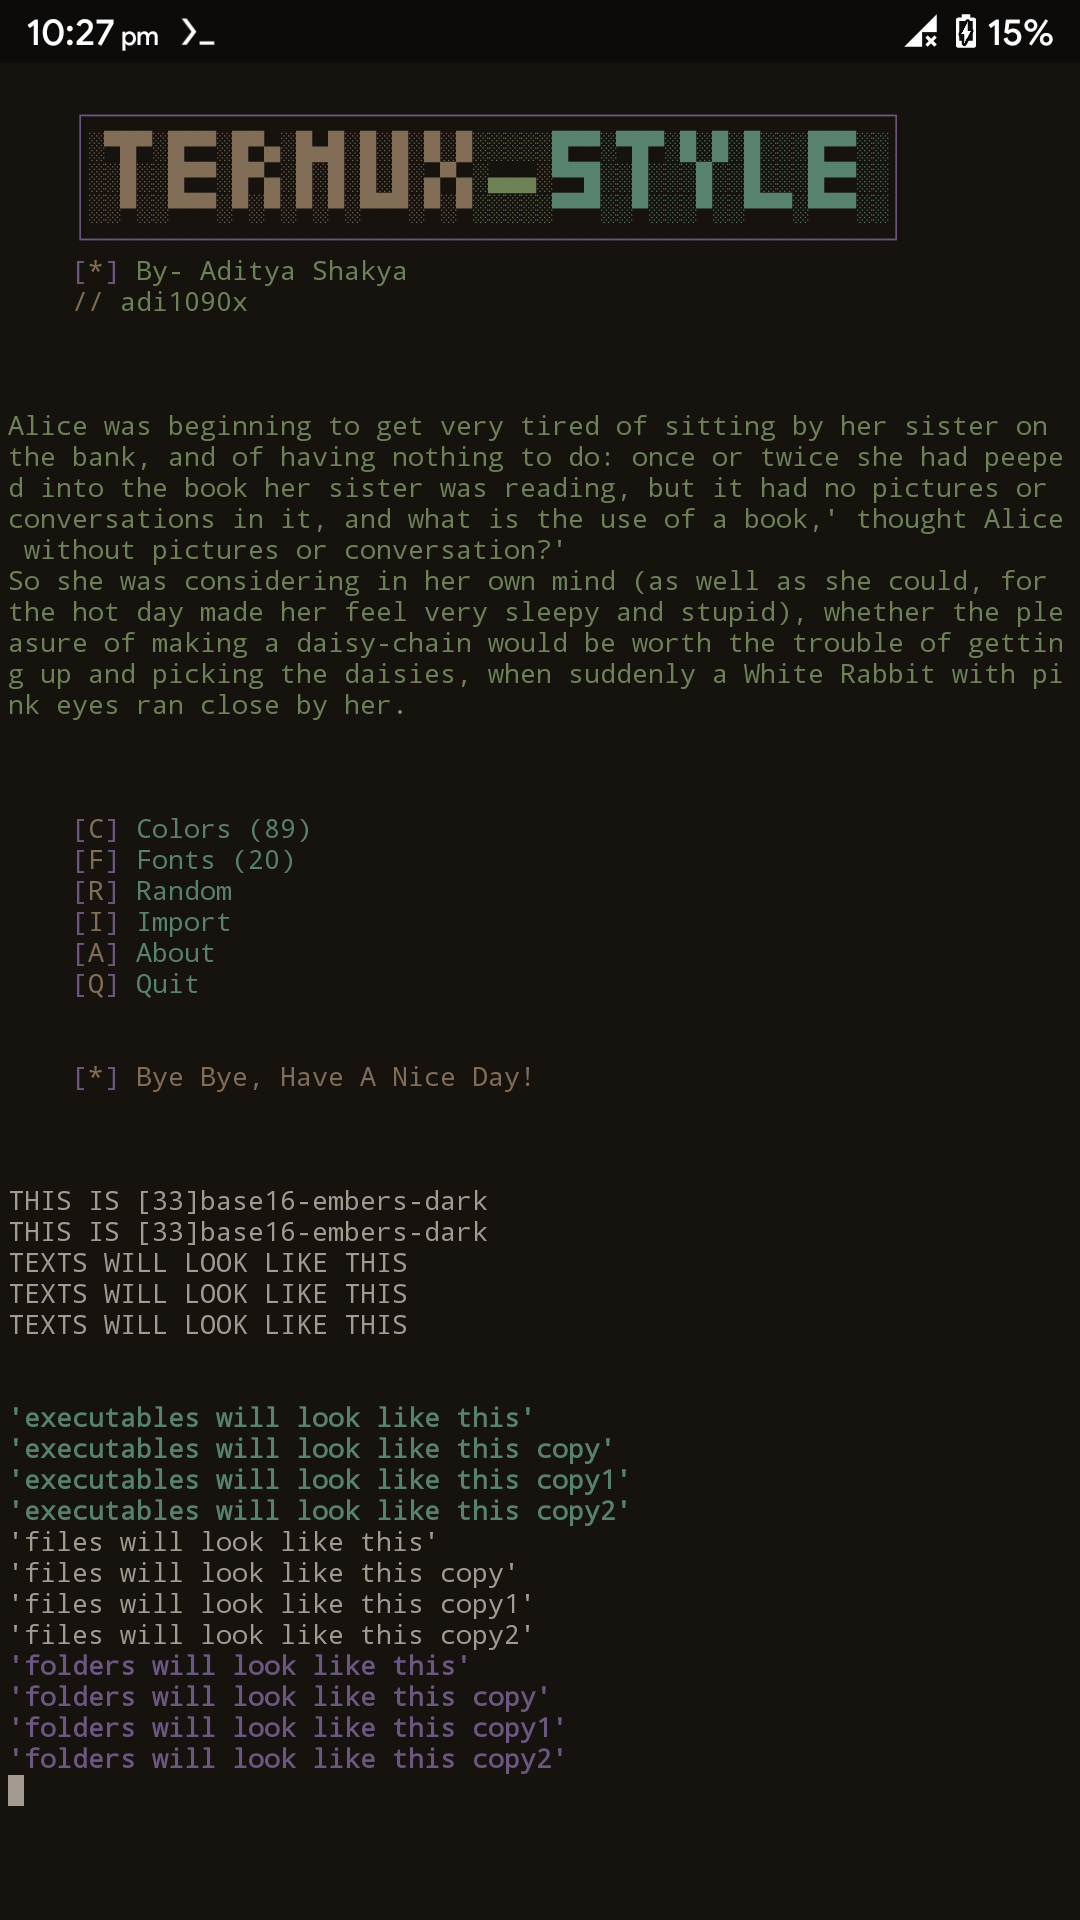 10:27 pm 15%
TERMUX-STYLE
[*] By- Aditya Shakya
// adi1090x
Alice was beginning to get very tired of sitting by her sister on
the bank, and of having nothing to do: once or twice she had peepe
d into the book her sister was reading, but it had no pictures or
conversations in it, and what is the use of a book,' thought Alice
without pictures or conversation?'
So she was considering in her own mind (as well as she could, for
the hot day made her feel very sleepy and stupid), whether the ple
asure of making a daisy-chain would be worth the trouble of gettin
g up and picking the daisies, when suddenly a White Rabbit with pi
nk eyes ran close by her.
[C] Colors (89)
[F] Fonts (20)
[R] Random
[I] Import
[A] About
[Q] Quit
[*] Bye Bye, Have A Nice Day!
THIS IS [33]base16-embers-dark
THIS IS [33]base16-embers-dark
TEXTS WILL LOOK LIKE THIS
TEXTS WILL LOOK LIKE THIS
TEXTS WILL LOOK LIKE THIS
'executables will look like this'
'executables will look like this copy'
'executables will look like this copy1'
'executables will look like this copy2'
'files will look like this'
'files will look like this copy'
'files will look like this copy1'
'files will look like this copy2'
'folders will look like this'
'folders will look like this copy'
'folders will look like this copy1'
'folders will look like this copy2'